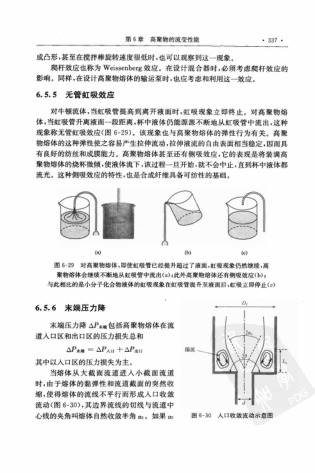 第6章 高聚物的流变性能 ·337·
成凸形,甚至在搅拌棒旋转速度很低时,也可以观察到这一现象。
爬杆效应也称为 Weissenberg 效应。在设计混合器时,必须考虑爬杆效应的
影响。同样,在设计高聚物熔体的输运泵时,也应考虑和利用这一效应。
6.5.5 无管虹吸效应
对牛顿流体,当虹吸管提高到离开液面时,虹吸现象立即终止。对高聚物熔
体,当虹吸管升离液面一段距离,杯中液体仍能源源不断地从虹吸管中流出,这种
现象称无管虹吸效应(图 6-29)。该现象也与高聚物熔体的弹性行为有关。高聚
物熔体的这种弹性使之容易产生拉伸流动,拉伸液流的自由表面相当稳定,因而具
有良好的纺丝和成膜能力。高聚物熔体甚至还有侧吸效应,它的表现是将装满高
聚物熔体的烧杯微倾,使液体流下,该过程一旦开始,就不会中止,直到杯中液体都
流光。这种侧吸效应的特性,也是合成纤维具备可纺性的基础。
(a) (b) (c)
图 6-29 对高聚物熔体,即使虹吸管已经提升超过了液面,虹吸现象仍然继续,高
聚物熔体会继续不断地从虹吸管中流出(a);此外高聚物熔体还有侧吸效应(b);
与此相比的是小分子化合物液体的虹吸现象在虹吸管提升至液面后,虹吸立即停止(c)
6.5.6 末端压力降
末端压力降 ΔP末端 包括高聚物熔体在流
道入口区和出口区的压力损失总和
ΔP末端 = ΔP入口 + ΔP出口
其中以入口区的压力损失为主。
当熔体从大截面流道进入小截面流道
时,由于熔体的黏弹性和流道截面的突然收
缩,使得熔体的流线不平行而形成入口收敛
流动(图 6-30),其边界流线的切线与流道中
心线的夹角叫熔体自然收敛半角 α₀。如果 α₀
涡流
图 6-30 入口收敛流动示意图